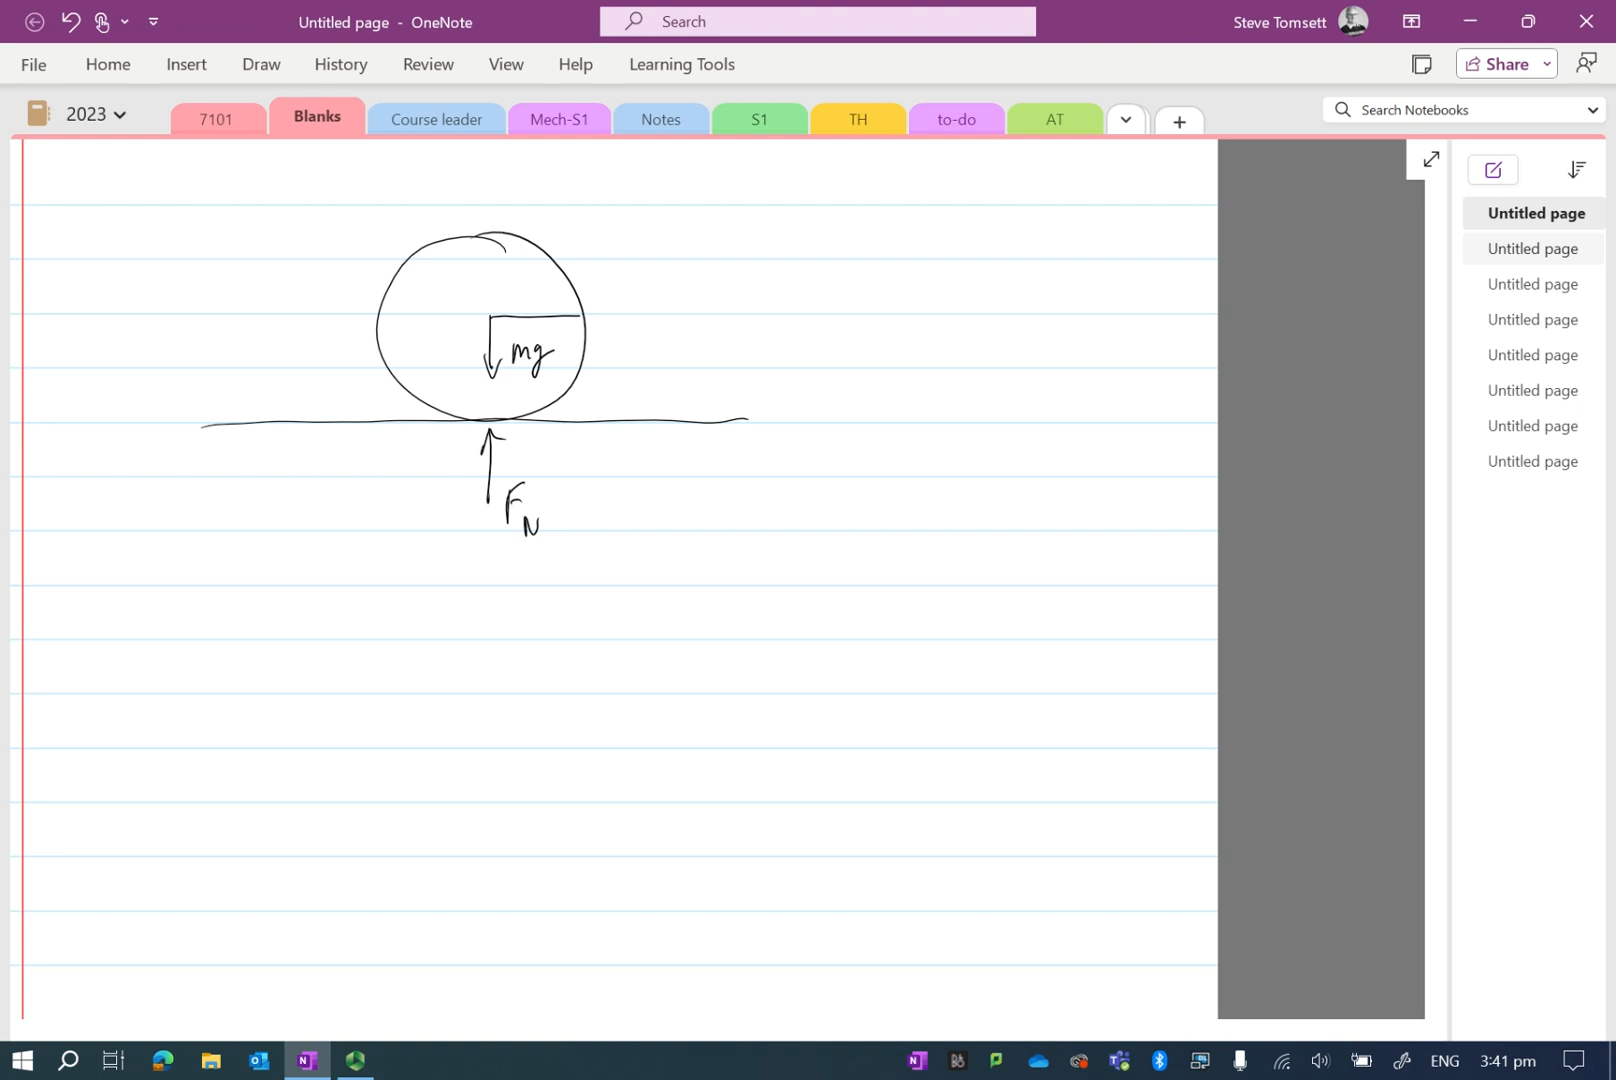 Untitled page - OneNote
Search
Steve Tomsett
File Home Insert Draw History Review View Help Learning Tools
Share
2023
7101 Blanks Course leader Mech-S1 Notes S1 TH to-do AT
Search Notebooks
Untitled page
Untitled page
Untitled page
Untitled page
Untitled page
Untitled page
Untitled page
Untitled page
mg
F_N
ENG
3:41 pm